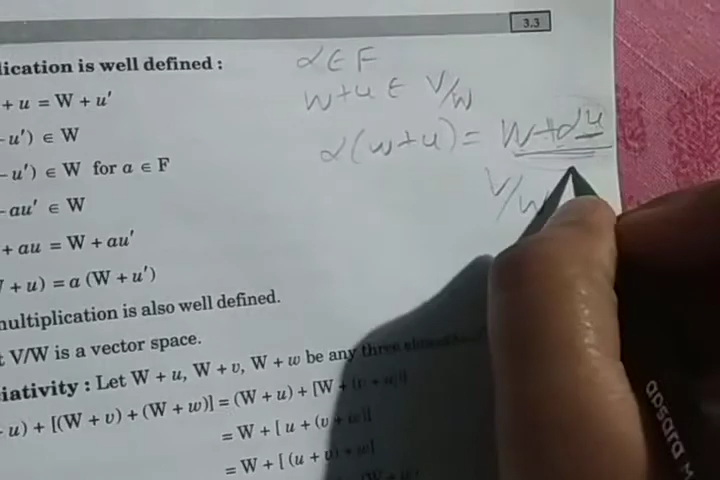 3.3
lication is well defined :
+ u = W + u'
– u') ∈ W
– u') ∈ W for a ∈ F
– au' ∈ W
+ au = W + au'
+ u) = a (W + u')
multiplication is also well defined.
t V/W is a vector space.
iativity : Let W + u, W + v, W + w be any three
u) + [(W + v) + (W + w)] = (W + u) + [W + (v + w)]
= W + [ u + (v + w)]
= W + [ (u + v) + w]
α ∈ F
W+u ∈ V/W
α(w+u) = W+αu
V/W
apsara